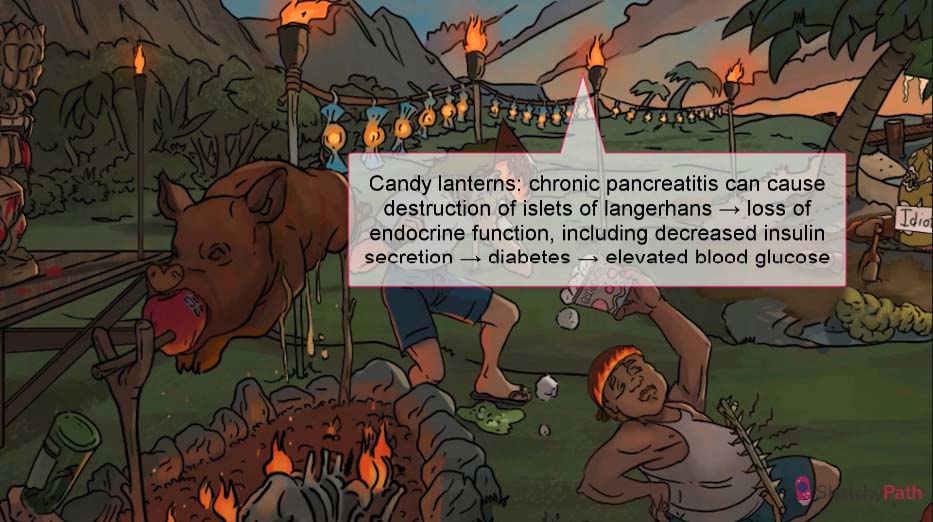 Candy lanterns: chronic pancreatitis can cause
destruction of islets of langerhans → loss of
endocrine function, including decreased insulin
secretion → diabetes → elevated blood glucose
SketchyPath